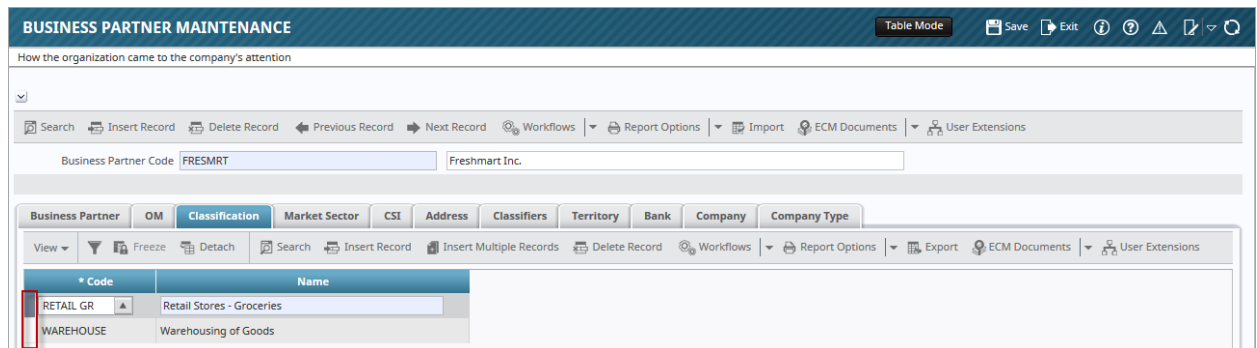 BUSINESS PARTNER MAINTENANCE Table Mode Save Exit
How the organization came to the company's attention
Search Insert Record Delete Record Previous Record Next Record Workflows Report Options Import ECM Documents User Extensions
Business Partner Code FRESMRT Freshmart Inc.
Business Partner OM Classification Market Sector CSI Address Classifiers Territory Bank Company Company Type
View Freeze Detach Search Insert Record Insert Multiple Records Delete Record Workflows Report Options Export ECM Documents User Extensions
* Code Name
RETAIL GR Retail Stores - Groceries
WAREHOUSE Warehousing of Goods